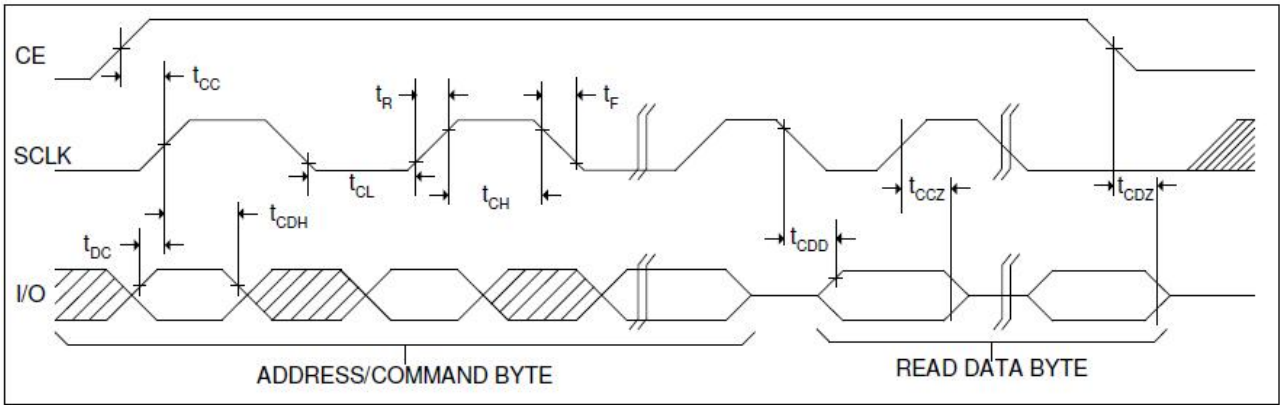 CE
tCC
tR
tF
SCLK
tCL
tCH
tCCZ
tCDZ
tCDH
tDC
tCDD
I/O
ADDRESS/COMMAND BYTE
READ DATA BYTE